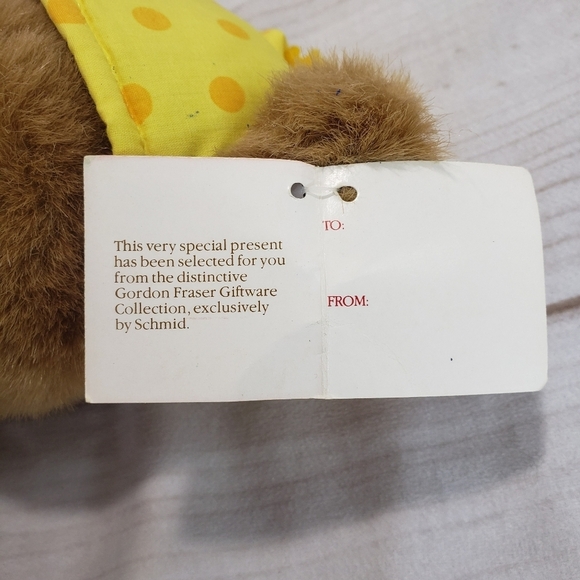 This very special present
has been selected for you
from the distinctive
Gordon Fraser Giftware
Collection, exclusively
by Schmid.
TO:
FROM: